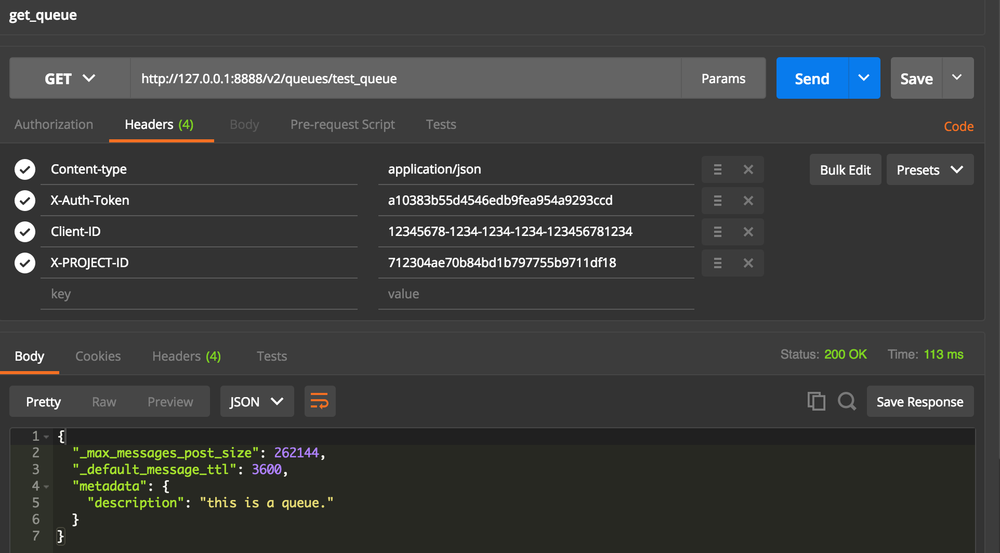 get_queue
GET http://127.0.0.1:8888/v2/queues/test_queue Params Send Save
Authorization Headers (4) Body Pre-request Script Tests Code
Content-type application/json Bulk Edit Presets
X-Auth-Token a10383b55d4546edb9fea954a9293ccd
Client-ID 12345678-1234-1234-1234-123456781234
X-PROJECT-ID 712304ae70b84bd1b797755b9711df18
key value
Body Cookies Headers (4) Tests Status: 200 OK Time: 113 ms
Pretty Raw Preview JSON Save Response
1 {
2 "_max_messages_post_size": 262144,
3 "_default_message_ttl": 3600,
4 "metadata": {
5 "description": "this is a queue."
6 }
7 }